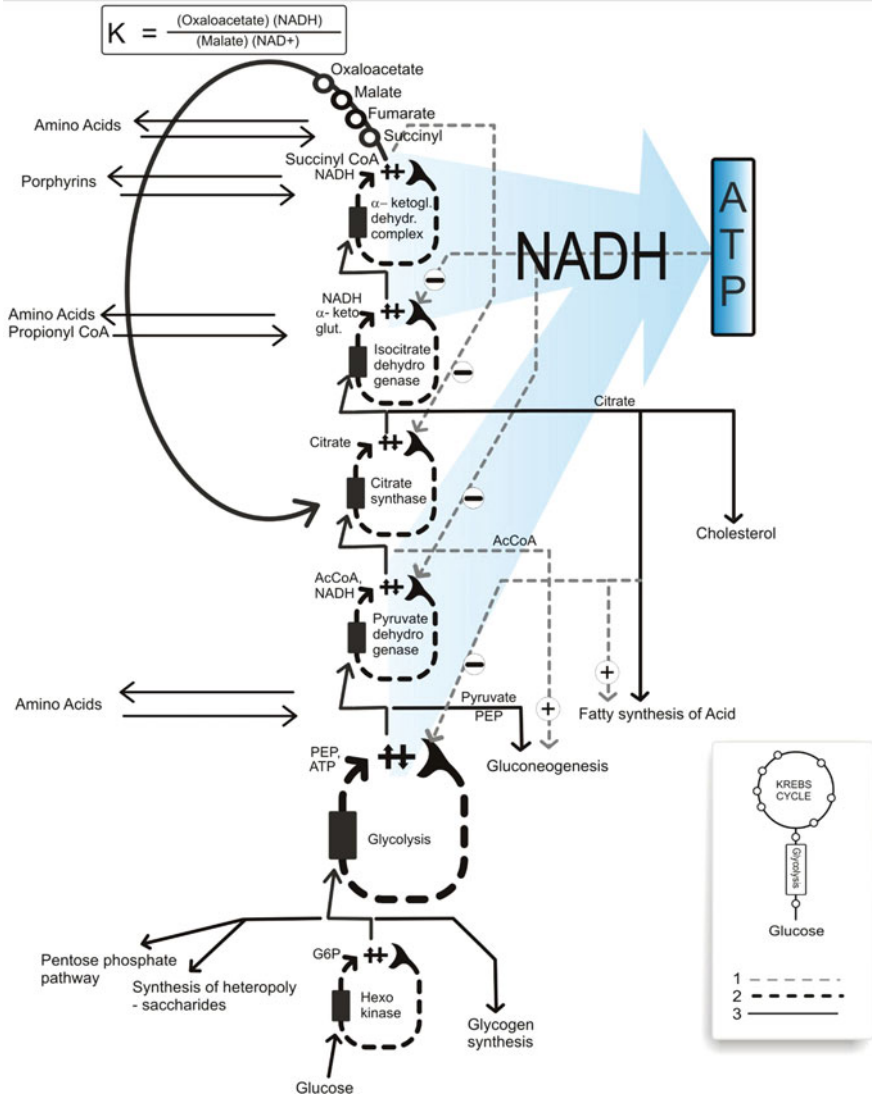 K = (Oxaloacetate) (NADH)
(Malate) (NAD+)
Oxaloacetate
Malate
Fumarate
Succinyl
Amino Acids
Succinyl CoA
NADH
Porphyrins
α– ketogl.
dehydr.
complex
NADH
ATP
–
NADH
α- keto
glut.
Amino Acids
Propionyl CoA
Isocitrate
dehydro
genase
–
Citrate
Citrate
Citrate
synthase
–
Cholesterol
AcCoA
AcCoA,
NADH
Pyruvate
dehydro
genase
–
+
Amino Acids
Pyruvate
PEP
+
Fatty synthesis of Acid
Gluconeogenesis
PEP,
ATP
Glycolysis
KREBS
CYCLE
Glycolysis
Glucose
Pentose phosphate
pathway
Synthesis of heteropoly
- saccharides
G6P
Hexo
kinase
Glycogen
synthesis
Glucose
1
2
3